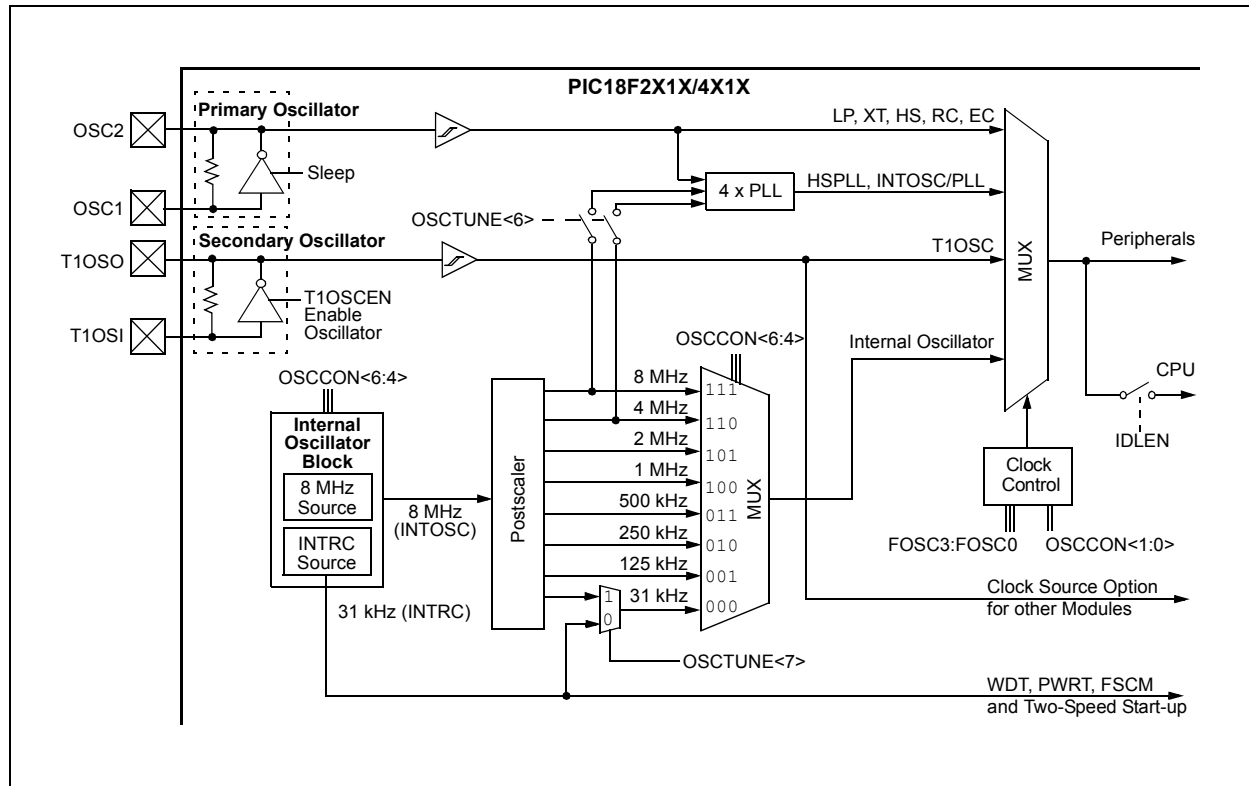 PIC18F2X1X/4X1X
Primary Oscillator
OSC2
Sleep
OSC1
LP, XT, HS, RC, EC
4 x PLL
HSPLL, INTOSC/PLL
OSCTUNE<6>
Secondary Oscillator
T1OSO
T1OSCEN
Enable
Oscillator
T1OSI
T1OSC
Peripherals
MUX
Internal Oscillator
CPU
IDLEN
Clock
Control
FOSC3:FOSC0
OSCCON<1:0>
Clock Source Option
for other Modules
OSCCON<6:4>
Internal
Oscillator
Block
8 MHz
Source
INTRC
Source
8 MHz
(INTOSC)
31 kHz (INTRC)
Postscaler
OSCCON<6:4>
8 MHz
111
4 MHz
110
2 MHz
101
1 MHz
100
500 kHz
011
250 kHz
010
125 kHz
001
1
0
31 kHz
000
MUX
OSCTUNE<7>
WDT, PWRT, FSCM
and Two-Speed Start-up